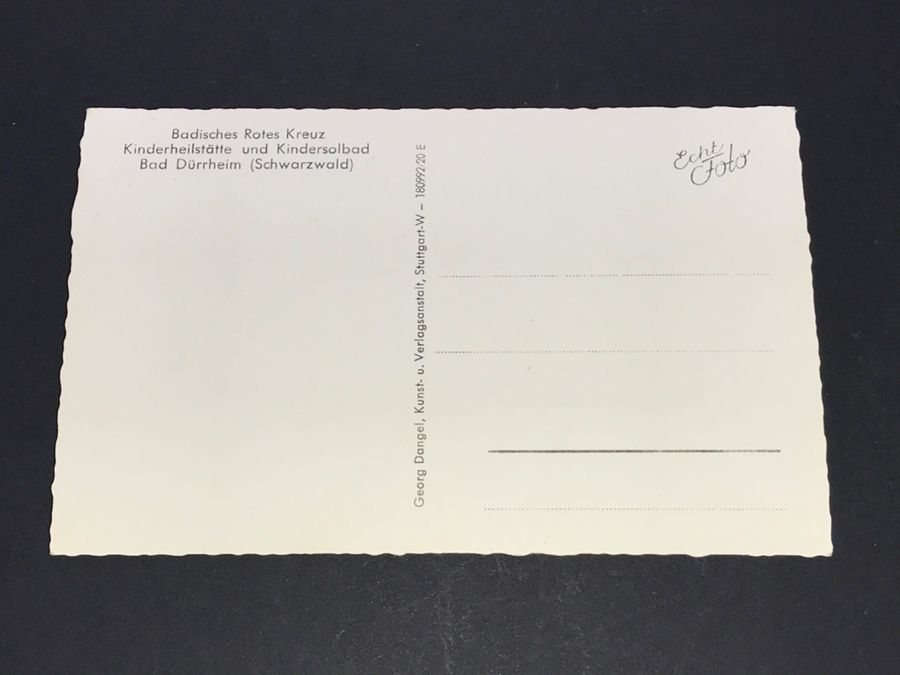 Badisches Rotes Kreuz
Kinderheilstätte und Kindersolbad
Bad Dürrheim (Schwarzwald)
Georg Dangel, Kunst- u. Verlagsanstalt, Stuttgart-W – 180992/20 E
Echt
Foto